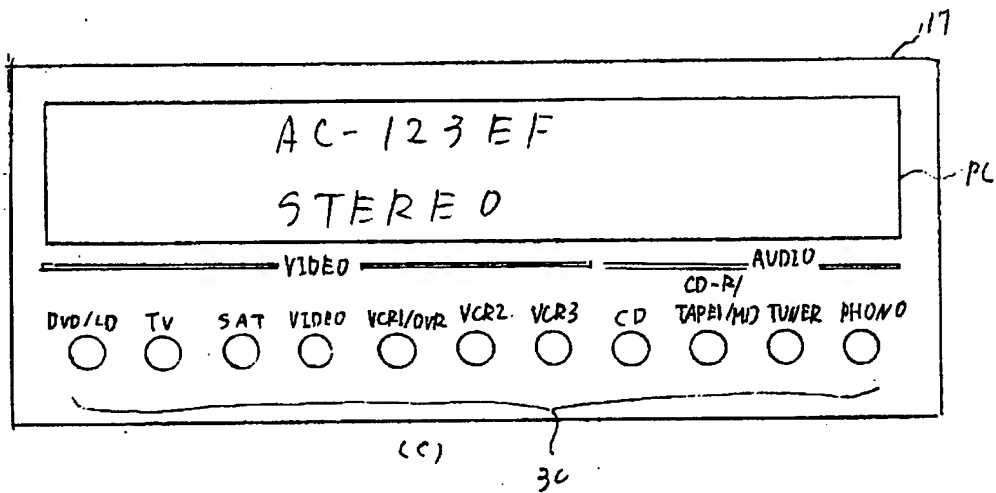 17
AC-123EF
STEREO
PC
VIDEO AUDIO
CD-R/
DVD/LD TV SAT VIDEO VCR1/DVR VCR2 VCR3 CD TAPE1/MD TUNER PHONO
(C)
30